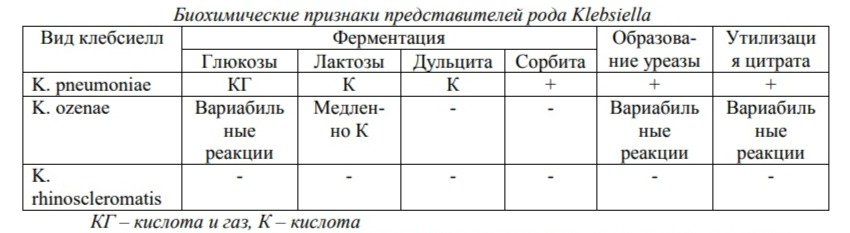 Биохимические признаки представителей рода Klebsiella
Вид клебсиелл Ферментация Образова- Утилизаци
Глюкозы Лактозы Дульцита Сорбита ние уреазы я цитрата
K. pneumoniae КГ К К + + +
K. ozenae Вариабиль Медлен- - - Вариабиль Вариабиль
ные но К ные ные
реакции реакции реакции
K. - - - - - -
rhinoscleromatis
КГ – кислота и газ, К – кислота